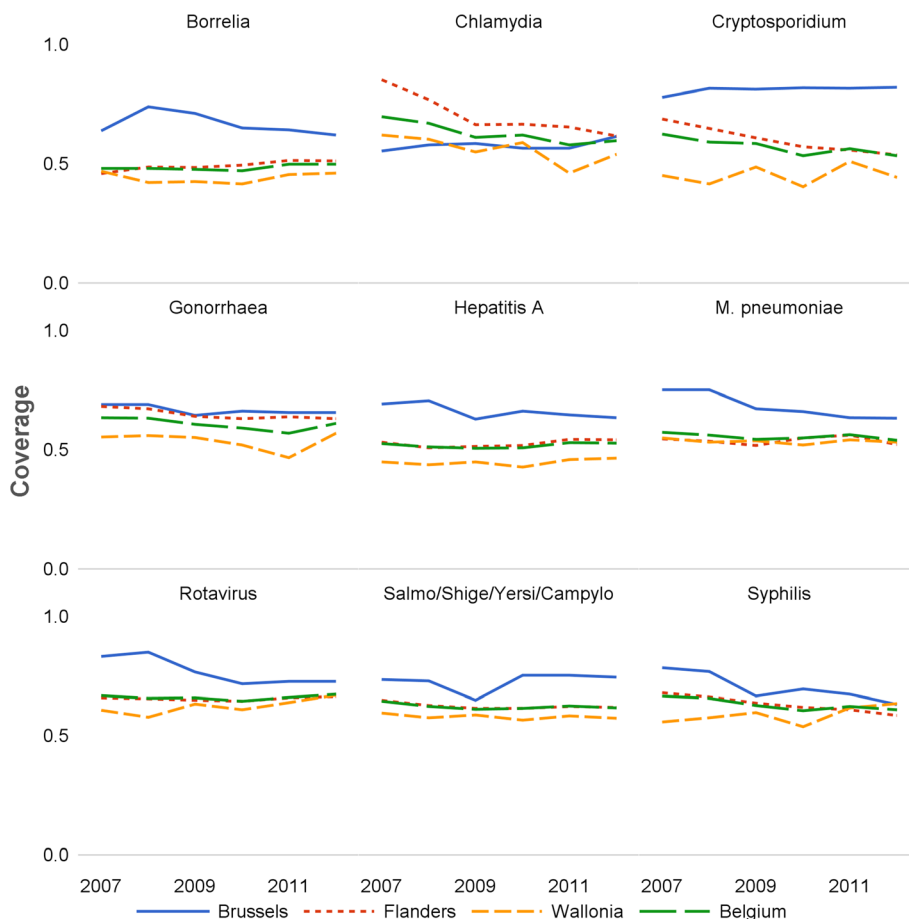 Borrelia Chlamydia Cryptosporidium
1.0
0.5
0.0
Gonorrhaea Hepatitis A M. pneumoniae
1.0
0.5
0.0
Coverage
Rotavirus Salmo/Shige/Yersi/Campylo Syphilis
1.0
0.5
0.0
2007 2009 2011 2007 2009 2011 2007 2009 2011
Brussels Flanders Wallonia Belgium